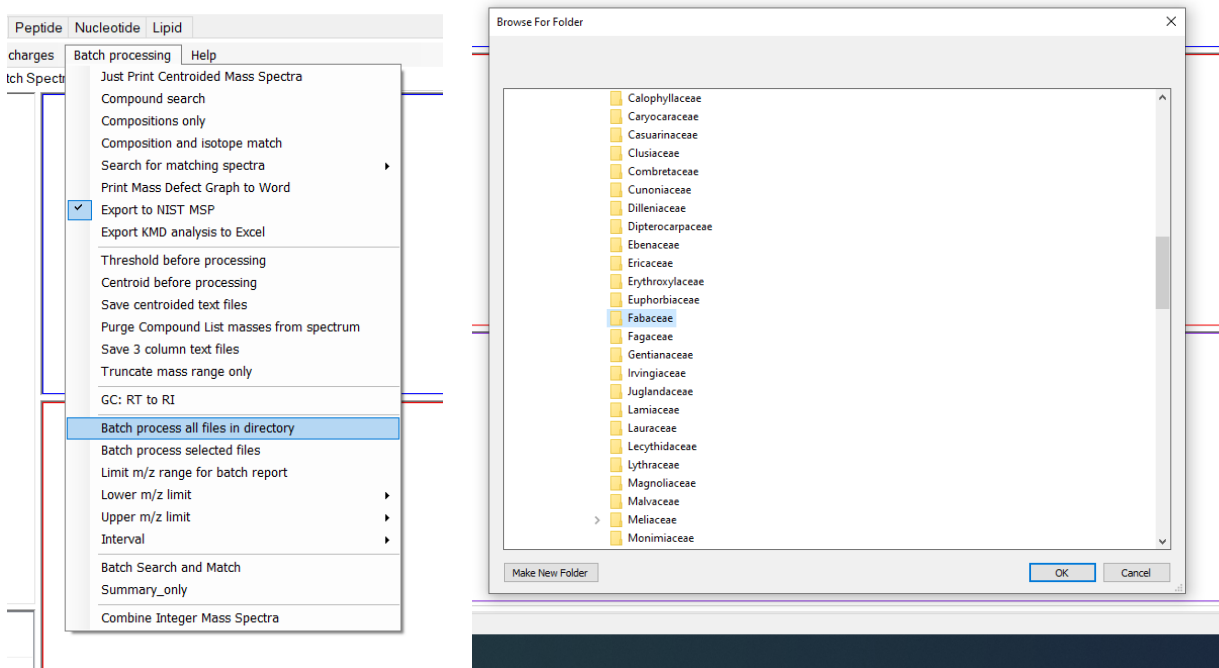 Peptide Nucleotide Lipid
charges Batch processing Help
tch Spectr
Just Print Centroided Mass Spectra
Compound search
Compositions only
Composition and isotope match
Search for matching spectra
Print Mass Defect Graph to Word
Export to NIST MSP
Export KMD analysis to Excel
Threshold before processing
Centroid before processing
Save centroided text files
Purge Compound List masses from spectrum
Save 3 column text files
Truncate mass range only
GC: RT to RI
Batch process all files in directory
Batch process selected files
Limit m/z range for batch report
Lower m/z limit
Upper m/z limit
Interval
Batch Search and Match
Summary_only
Combine Integer Mass Spectra
Browse For Folder
Calophyllaceae
Caryocaraceae
Casuarinaceae
Clusiaceae
Combretaceae
Cunoniaceae
Dilleniaceae
Dipterocarpaceae
Ebenaceae
Ericaceae
Erythroxylaceae
Euphorbiaceae
Fabaceae
Fagaceae
Gentianaceae
Irvingiaceae
Juglandaceae
Lamiaceae
Lauraceae
Lecythidaceae
Lythraceae
Magnoliaceae
Malvaceae
Meliaceae
Monimiaceae
Make New Folder OK Cancel